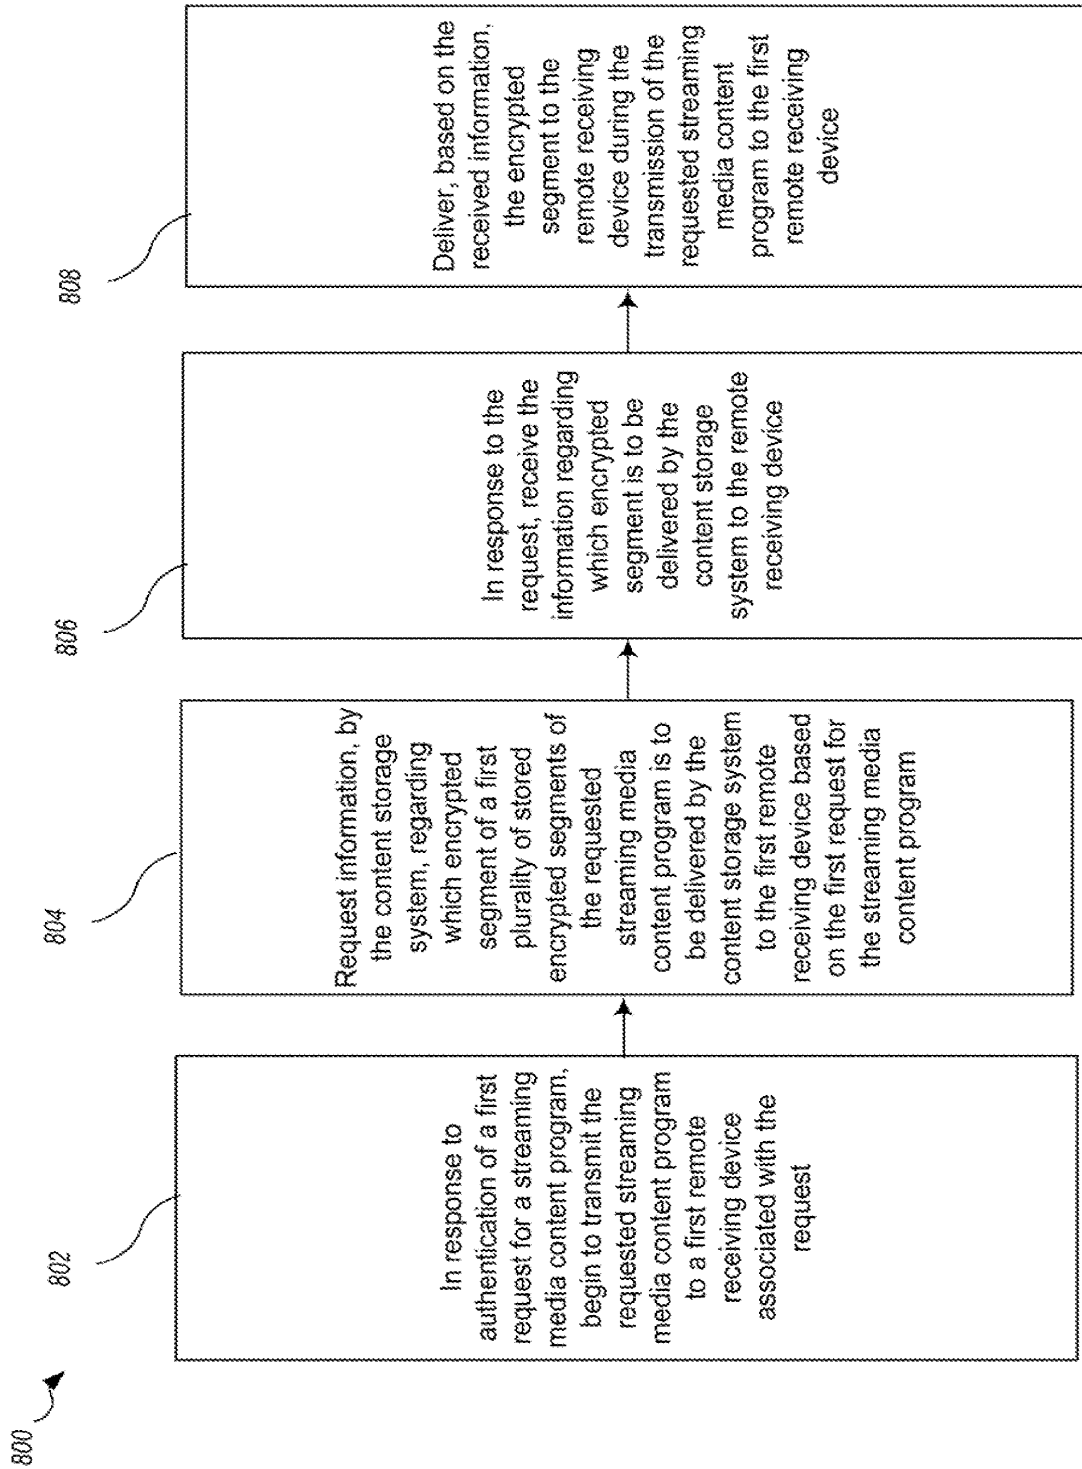 800
802
In response to
authentication of a first
request for a streaming
media content program,
begin to transmit the
requested streaming
media content program
to a first remote
receiving device
associated with the
request
804
Request information, by
the content storage
system, regarding
which encrypted
segment of a first
plurality of stored
encrypted segments of
the requested
streaming media
content program is to
be delivered by the
content storage system
to the first remote
receiving device based
on the first request for
the streaming media
content program
806
In response to the
request, receive the
information regarding
which encrypted
segment is to be
delivered by the
content storage
system to the remote
receiving device
808
Deliver, based on the
received information,
the encrypted
segment to the
remote receiving
device during the
transmission of the
requested streaming
media content
program to the first
remote receiving
device